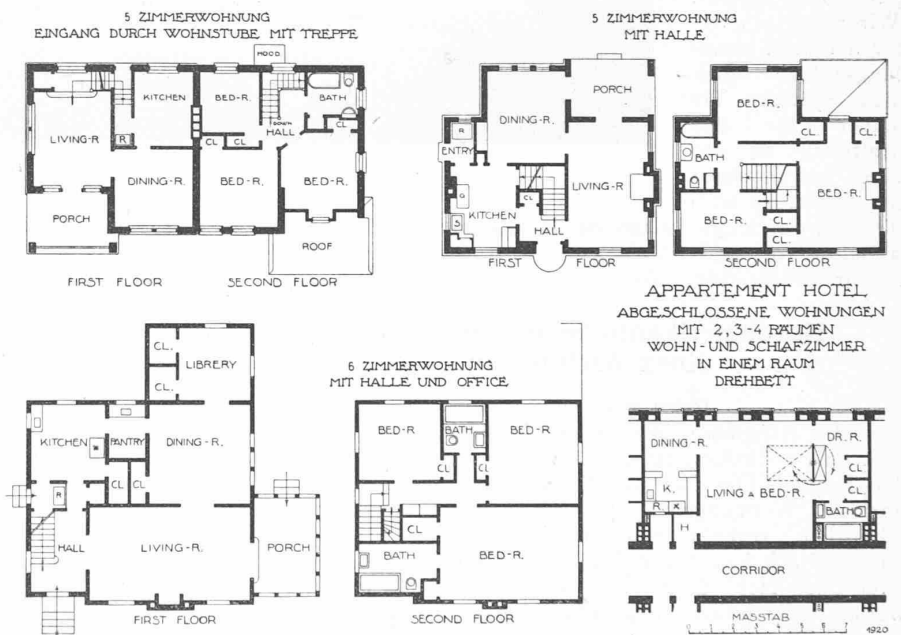 5 ZIMMERWOHNUNG
EINGANG DURCH WOHNSTUBE MIT TREPPE
HOOD
KITCHEN
BED-R.
BATH
LIVING-R
R
DOWN
HALL
CL
CL
CL
DINING-R.
BED-R.
BED-R.
PORCH
ROOF
FIRST FLOOR
SECOND FLOOR
5 ZIMMERWOHNUNG
MIT HALLE
PORCH
DINING-R.
R
ENTRY
LIVING-R
CL
KITCHEN
S
HALL
FIRST FLOOR
BED-R.
CL.
CL.
BATH
BED-R.
BED-R.
CL.
CL.
SECOND FLOOR
CL.
LIBRERY
CL.
KITCHEN
PANTRY
DINING-R.
CL
CL
R
HALL
LIVING-R.
PORCH
FIRST FLOOR
6 ZIMMERWOHNUNG
MIT HALLE UND OFFICE
BED-R.
BATH
BED-R
CL
CL
CL
BATH
BED-R.
SECOND FLOOR
APPARTEMENT HOTEL
ABGESCHLOSSENE WOHNUNGEN
MIT 2, 3-4 RÄUMEN
WOHN- UND SCHLAFZIMMER
IN EINEM RAUM
DREHBETT
DINING-R.
DR. R.
CL
K.
LIVING & BED-R.
CL
R
BATH
H
CORRIDOR
MASSTAB
1920